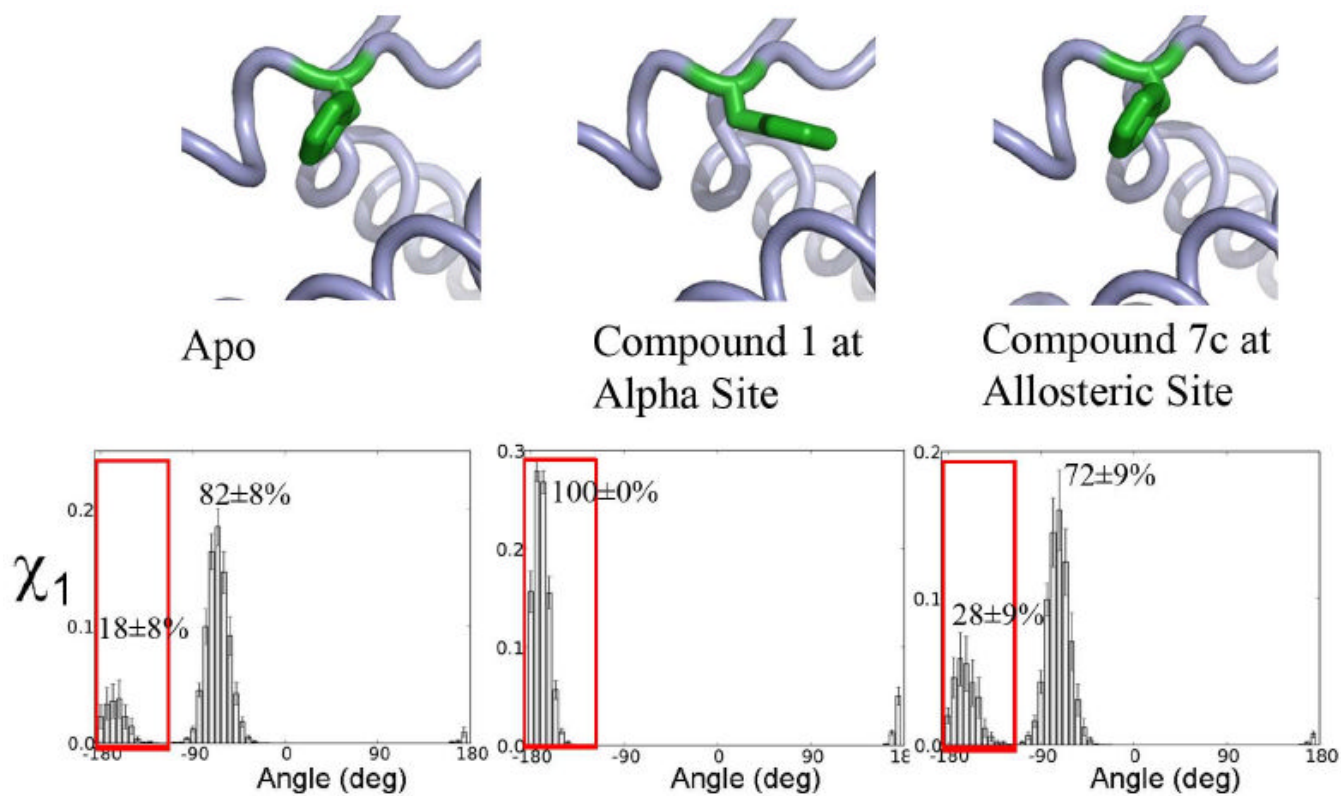 Apo
Compound 1 at
Alpha Site
Compound 7c at
Allosteric Site
χ1
0.2
0.1
0.0
82±8%
18±8%
-180 -90 0 90 180
Angle (deg)
0.3
0.2
0.1
0.0
100±0%
-180 -90 0 90 18
Angle (deg)
0.2
0.1
0.0
72±9%
28±9%
-180 -90 0 90 180
Angle (deg)